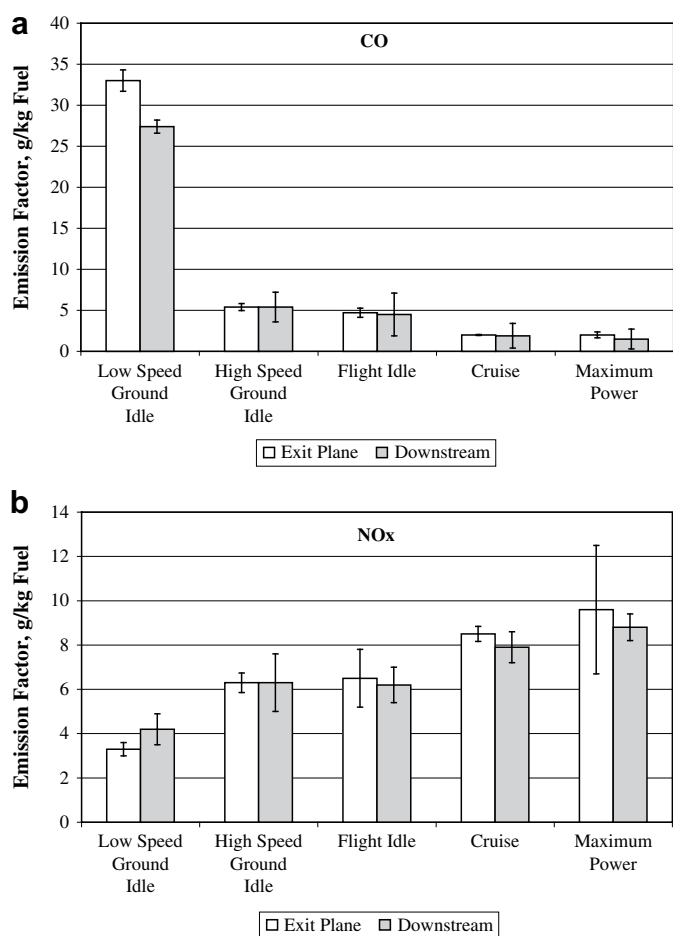 a
CO
Emission Factor, g/kg Fuel
40
35
30
25
20
15
10
5
0
Low Speed
Ground
Idle
High Speed
Ground
Idle
Flight Idle
Cruise
Maximum
Power
Exit Plane
Downstream
b
NOx
Emission Factor, g/kg Fuel
14
12
10
8
6
4
2
0
Low Speed
Ground
Idle
High Speed
Ground
Idle
Flight Idle
Cruise
Maximum
Power
Exit Plane
Downstream